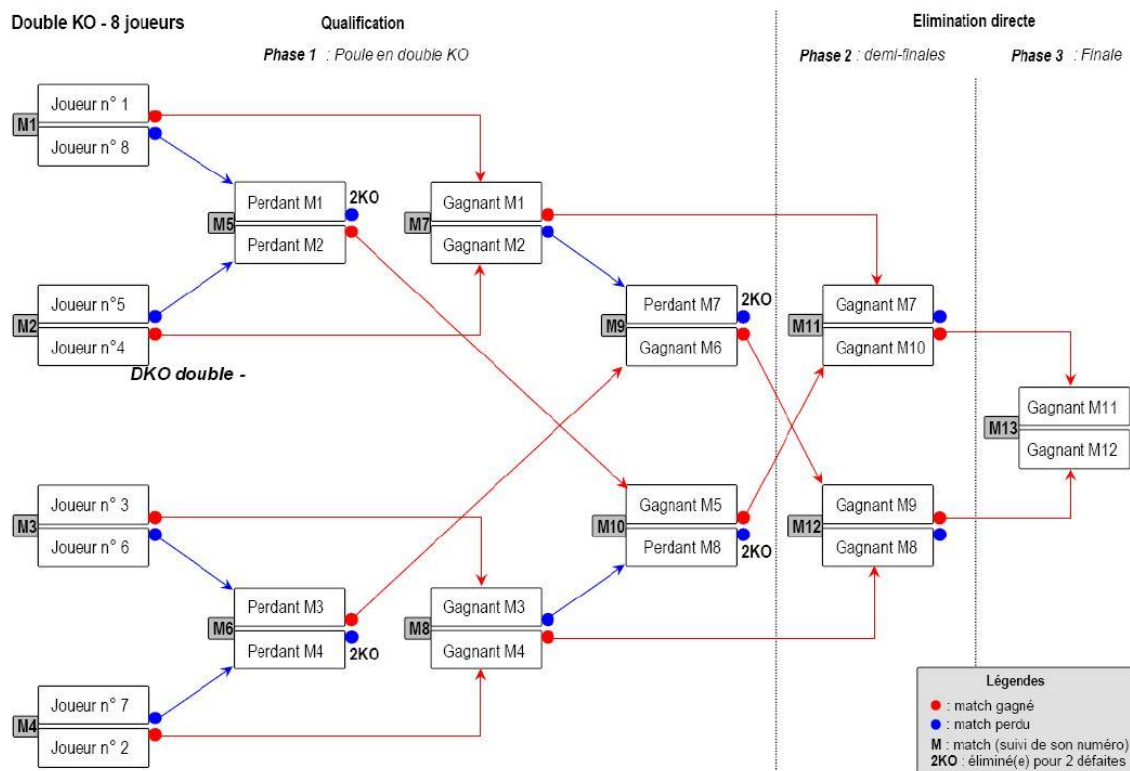 Double KO - 8 joueurs
Qualification
Elimination directe
Phase 1 : Poule en double KO
Phase 2 : demi-finales
Phase 3 : Finale
M1
Joueur n° 1
Joueur n° 8
M5
Perdant M1
Perdant M2
2KO
M7
Gagnant M1
Gagnant M2
M2
Joueur n°5
Joueur n°4
DKO double -
M9
Perdant M7
Gagnant M6
2KO
M11
Gagnant M7
Gagnant M10
M13
Gagnant M11
Gagnant M12
M3
Joueur n° 3
Joueur n° 6
M10
Gagnant M5
Perdant M8
2KO
M12
Gagnant M9
Gagnant M8
M6
Perdant M3
Perdant M4
2KO
M8
Gagnant M3
Gagnant M4
M4
Joueur n° 7
Joueur n° 2
Légendes
: match gagné
: match perdu
M : match (suivi de son numéro)
2KO : éliminé(e) pour 2 défaites